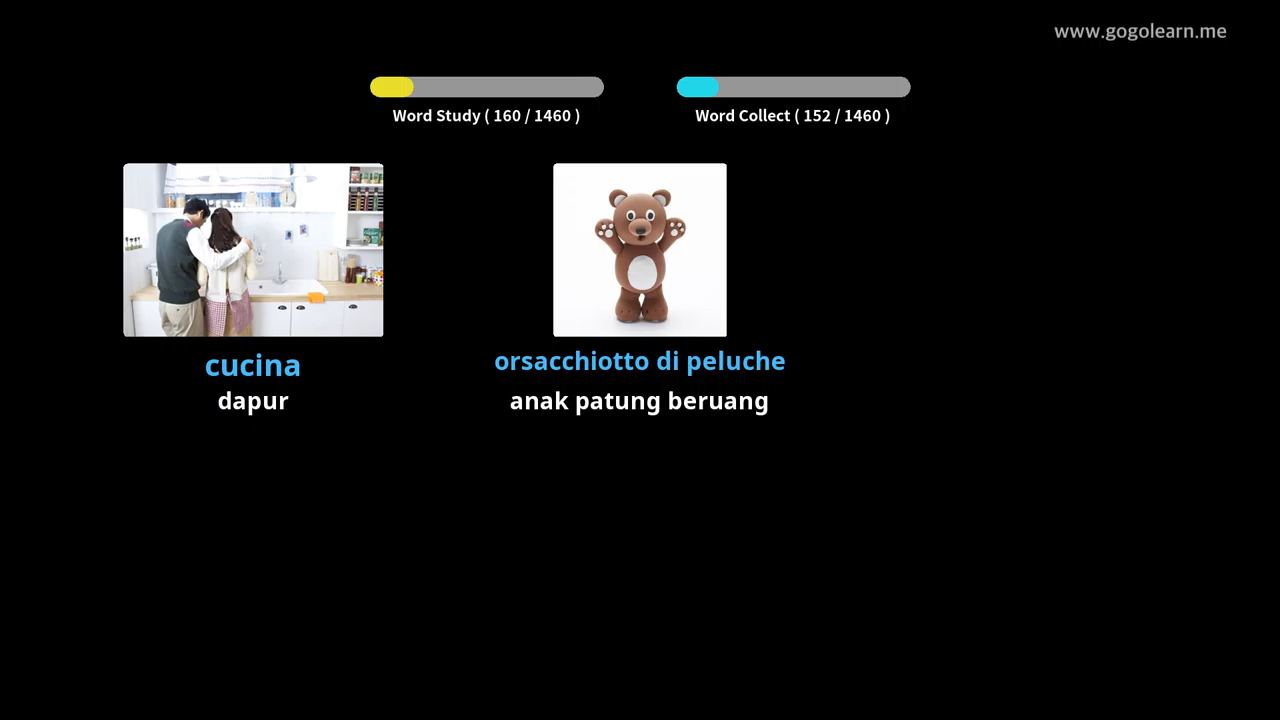 www.gogolearn.me
Word Study ( 160 / 1460 )
Word Collect ( 152 / 1460 )
cucina
dapur
orsacchiotto di peluche
anak patung beruang